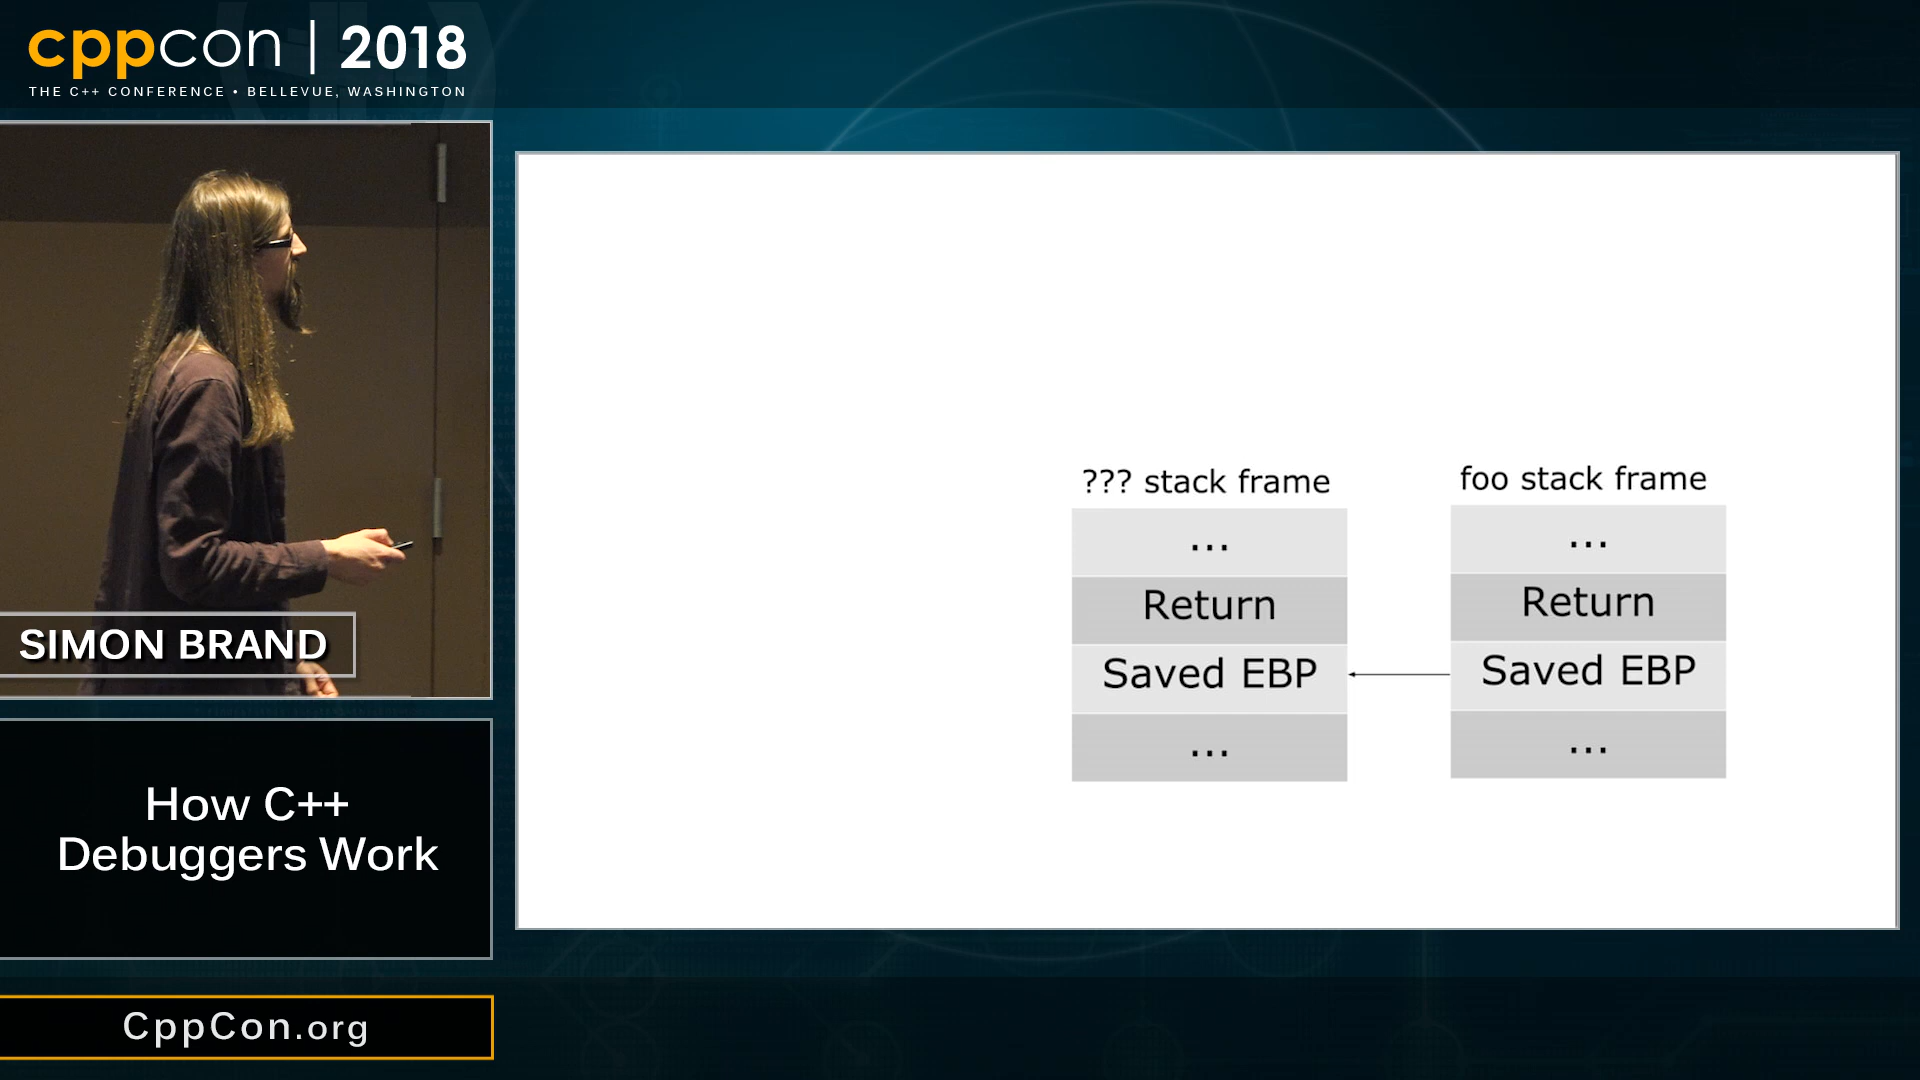 cppcon | 2018
THE C++ CONFERENCE • BELLEVUE, WASHINGTON
SIMON BRAND
How C++
Debuggers Work
CppCon.org
??? stack frame
...
Return
Saved EBP
...
foo stack frame
...
Return
Saved EBP
...